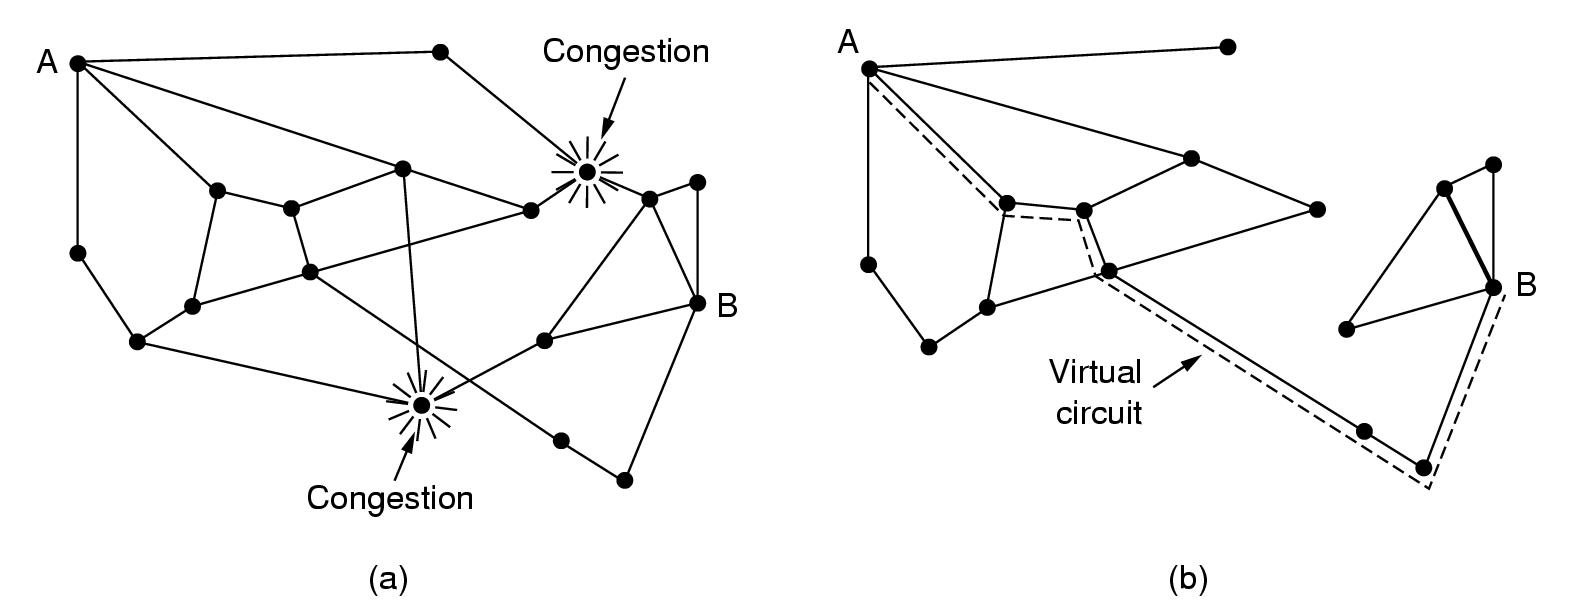 A
Congestion
B
Congestion
(a)
A
B
Virtual
circuit
(b)